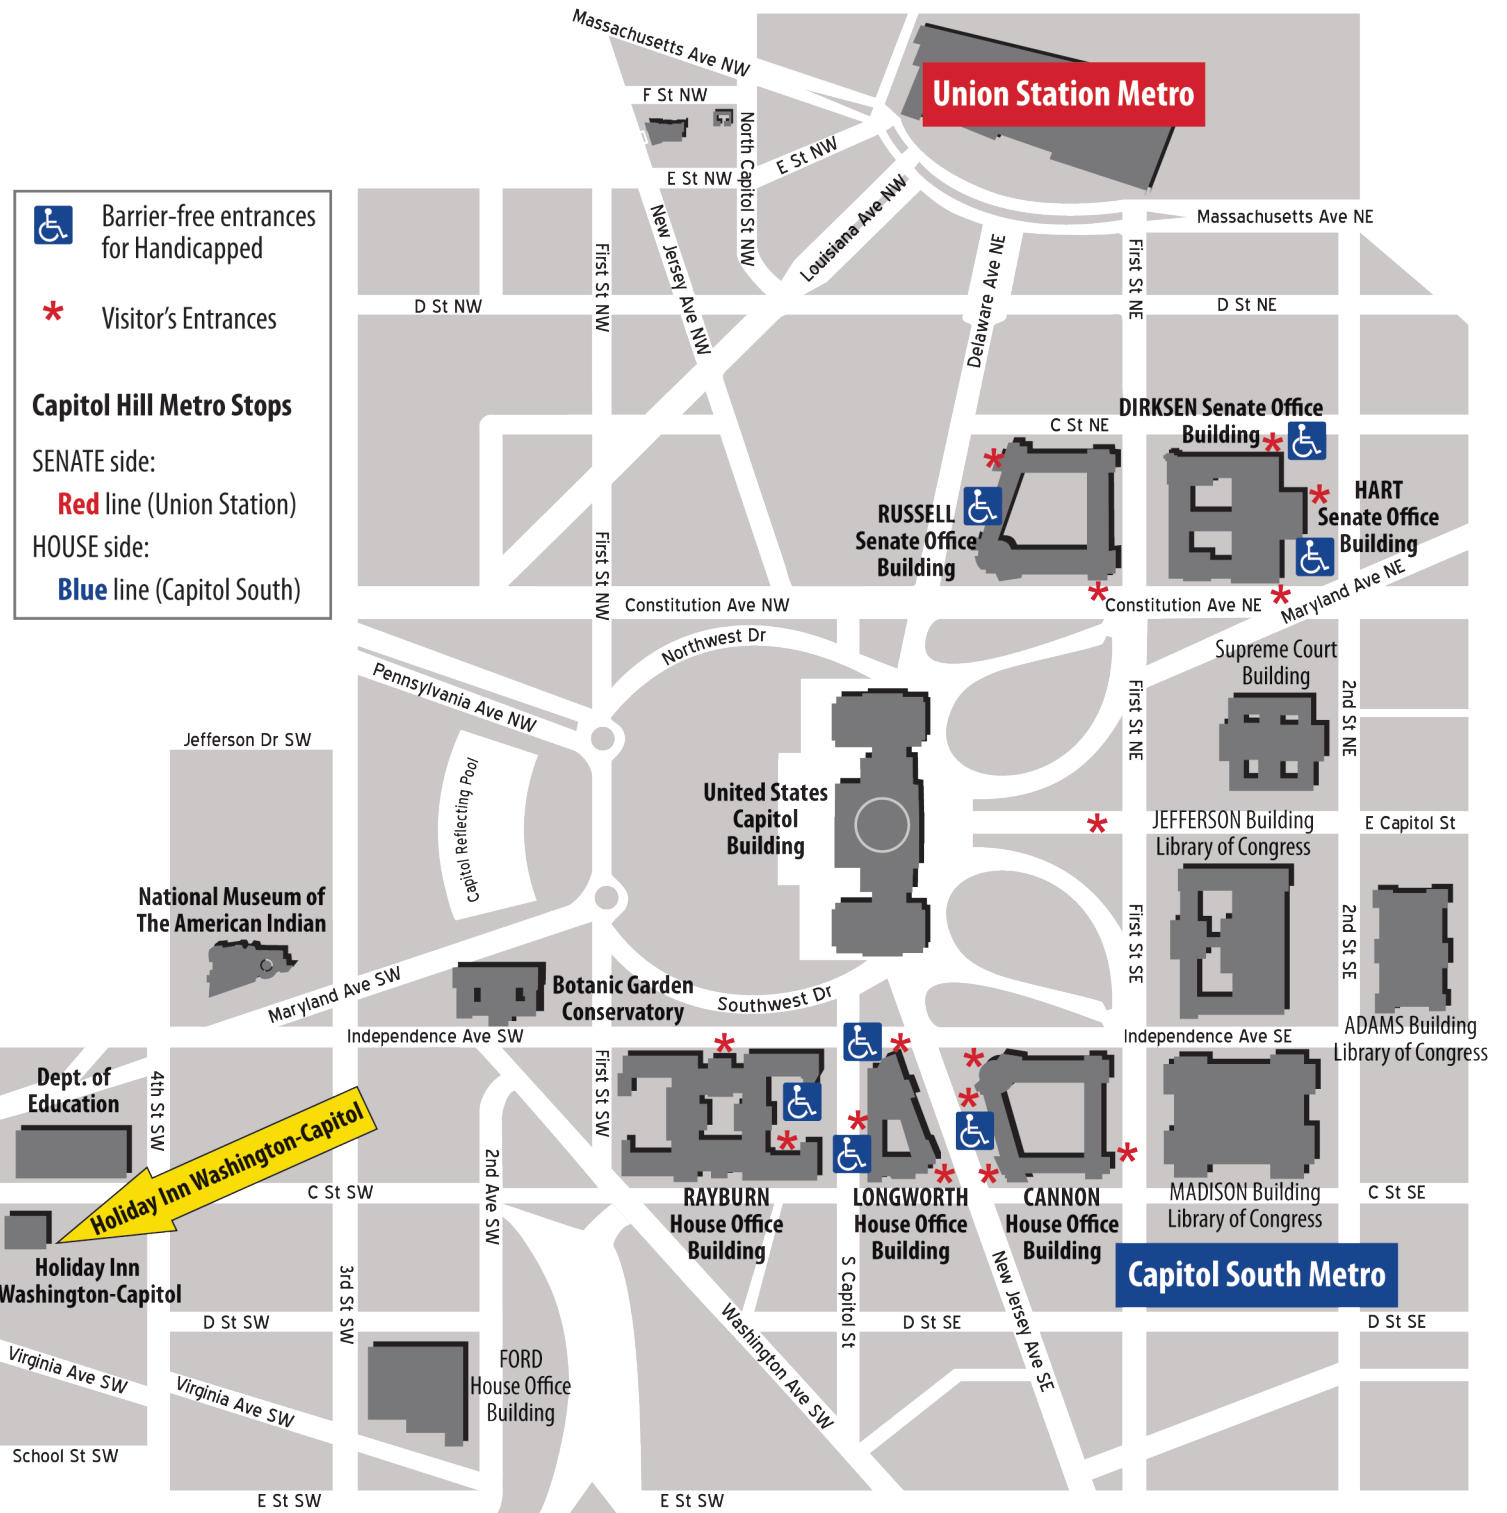 Massachusetts Ave NW
F St NW
North Capitol St NW
E St NW
E St NW
Union Station Metro
Louisiana Ave NW
New Jersey Ave NW
Massachusetts Ave NE
Barrier-free entrances
for Handicapped
* Visitor's Entrances
Capitol Hill Metro Stops
SENATE side:
Red line (Union Station)
HOUSE side:
Blue line (Capitol South)
First St NW
Delaware Ave NE
First St NE
D St NW
D St NE
C St NE
DIRKSEN Senate Office
Building
RUSSELL
Senate Office
Building
HART
Senate Office
Building
First St NW
Constitution Ave NW
Constitution Ave NE
Maryland Ave NE
Northwest Dr
Pennsylvania Ave NW
Supreme Court
Building
First St NE
2nd St NE
Jefferson Dr SW
Capitol Reflecting Pool
United States
Capitol
Building
JEFFERSON Building
Library of Congress
E Capitol St
National Museum of
The American Indian
First St SE
2nd St SE
Maryland Ave SW
Botanic Garden
Conservatory
Southwest Dr
Independence Ave SW
Independence Ave SE
ADAMS Building
Library of Congress
Dept. of
Education
4th St SW
First St SW
Holiday Inn Washington-Capitol
2nd Ave SW
C St SW
RAYBURN
House Office
Building
LONGWORTH
House Office
Building
CANNON
House Office
Building
MADISON Building
Library of Congress
C St SE
Holiday Inn
Washington-Capitol
Capitol South Metro
3rd St SW
S Capitol St
New Jersey Ave SE
D St SW
D St SE
D St SE
Washington Ave SW
Virginia Ave SW
Virginia Ave SW
FORD
House Office
Building
School St SW
E St SW
E St SW